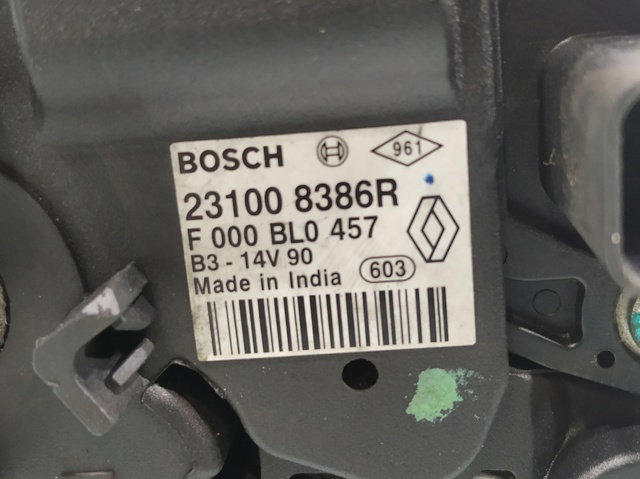 BOSCH 961
23100 8386R
F 000 BL0 457
B3 - 14V 90
Made in India 603